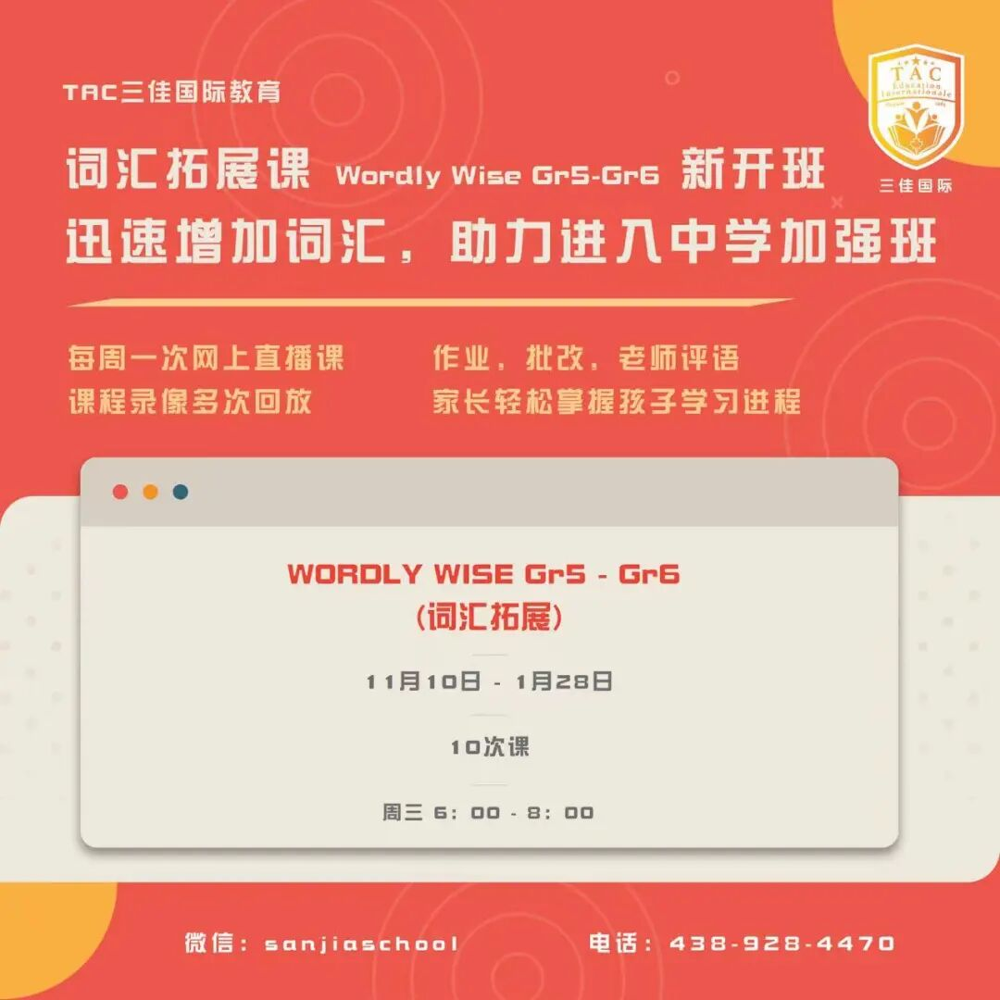 TAC三佳国际教育
词汇拓展课 Wordly Wise Gr5-Gr6 新开班
迅速增加词汇，助力进入中学加强班
TAC
Education
Internationale
三佳国际
每周一次网上直播课
课程录像多次回放
作业，批改，老师评语
家长轻松掌握孩子学习进程
WORDLY WISE Gr5 - Gr6
(词汇拓展)
11月10日 - 1月28日
10次课
周三 6：00 - 8：00
微信：sanjiaschool
电话：438-928-4470